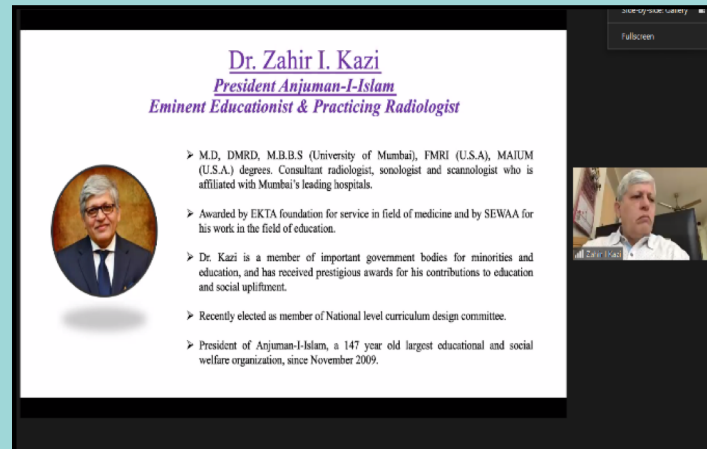 Side-by-side: Gallery
Fullscreen
Dr. Zahir I. Kazi
President Anjuman-I-Islam
Eminent Educationist & Practicing Radiologist
➤ M.D, DMRD, M.B.B.S (University of Mumbai), FMRI (U.S.A), MAIUM
(U.S.A.) degrees. Consultant radiologist, sonologist and scannologist who is
affiliated with Mumbai's leading hospitals.
➤ Awarded by EKTA foundation for service in field of medicine and by SEWAA for
his work in the field of education.
➤ Dr. Kazi is a member of important government bodies for minorities and
education, and has received prestigious awards for his contributions to education
and social upliftment.
➤ Recently elected as member of National level curriculum design committee.
➤ President of Anjuman-I-Islam, a 147 year old largest educational and social
welfare organization, since November 2009.
Zahir I Kazi